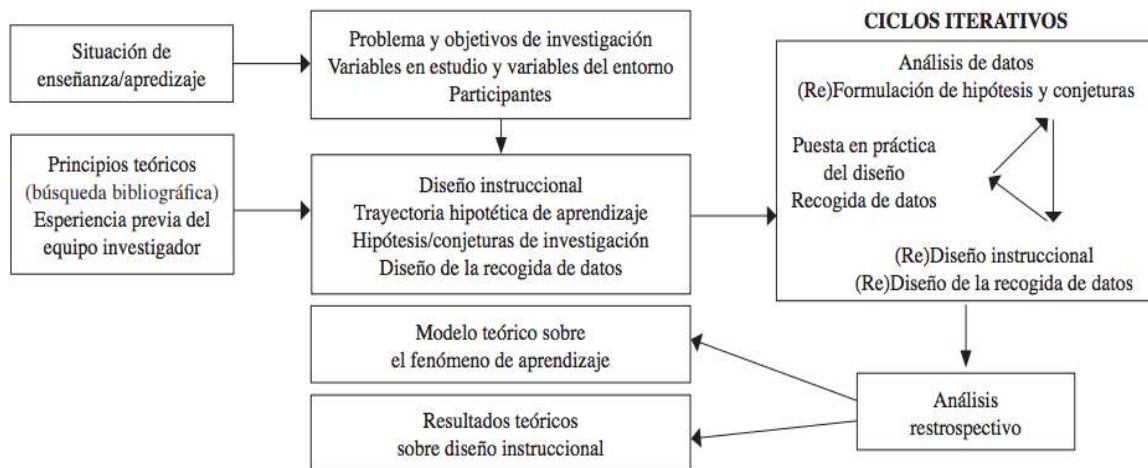 Situación de
enseñanza/apredizaje
Problema y objetivos de investigación
Variables en estudio y variables del entorno
Participantes
Principios teóricos
(búsqueda bibliográfica)
Esperiencia previa del
equipo investigador
Diseño instruccional
Trayectoria hipotética de aprendizaje
Hipótesis/conjeturas de investigación
Diseño de la recogida de datos
CICLOS ITERATIVOS
Análisis de datos
(Re)Formulación de hipótesis y conjeturas
Puesta en práctica
del diseño
Recogida de datos
(Re)Diseño instruccional
(Re)Diseño de la recogida de datos
Modelo teórico sobre
el fenómeno de aprendizaje
Resultados teóricos
sobre diseño instruccional
Análisis
restrospectivo